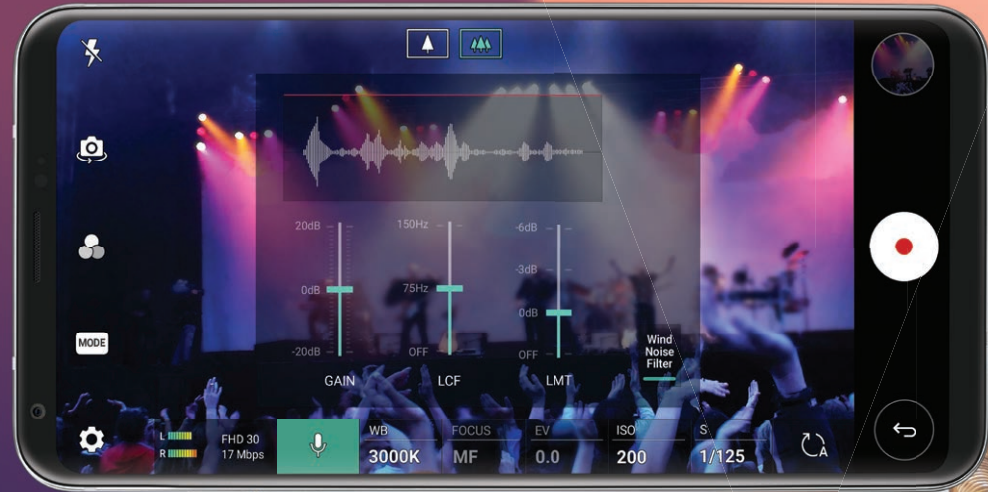 20dB
0dB
-20dB
GAIN
150Hz
75Hz
OFF
LCF
-6dB
-3dB
0dB
OFF
LMT
Wind
Noise
Filter
MODE
L
R
FHD 30
17 Mbps
WB
3000K
FOCUS
MF
EV
0.0
ISO
200
S
1/125
A